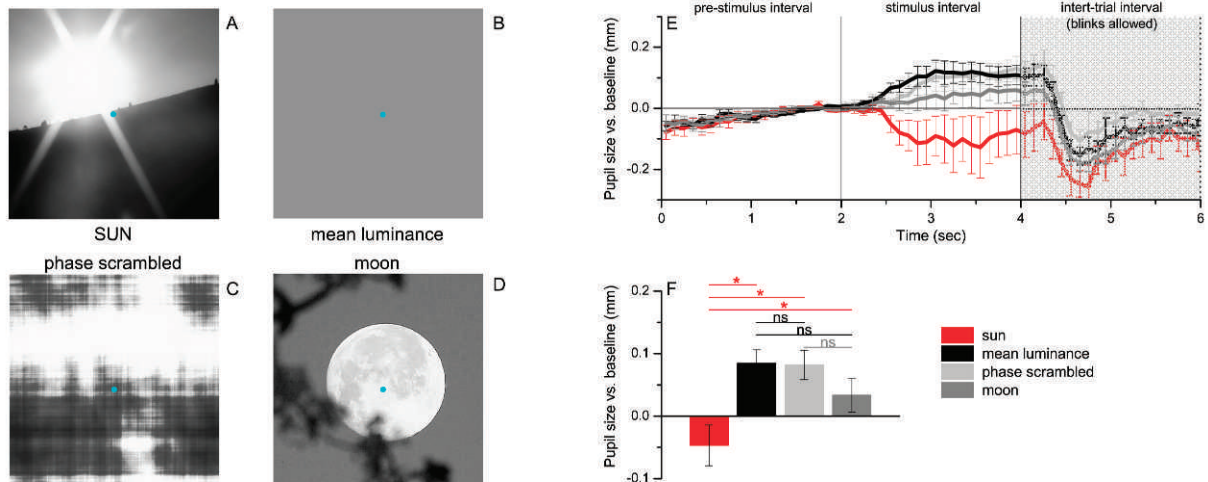 A
B
SUN
mean luminance
phase scrambled
moon
C
D
pre-stimulus interval
stimulus interval
intert-trial interval
(blinks allowed)
E
Pupil size vs. baseline (mm)
0.2
0.0
-0.2
0
1
2
3
4
5
6
Time (sec)
F
Pupil size vs. baseline (mm)
0.2
0.1
0.0
-0.1
*
*
*
ns
ns
ns
sun
mean luminance
phase scrambled
moon